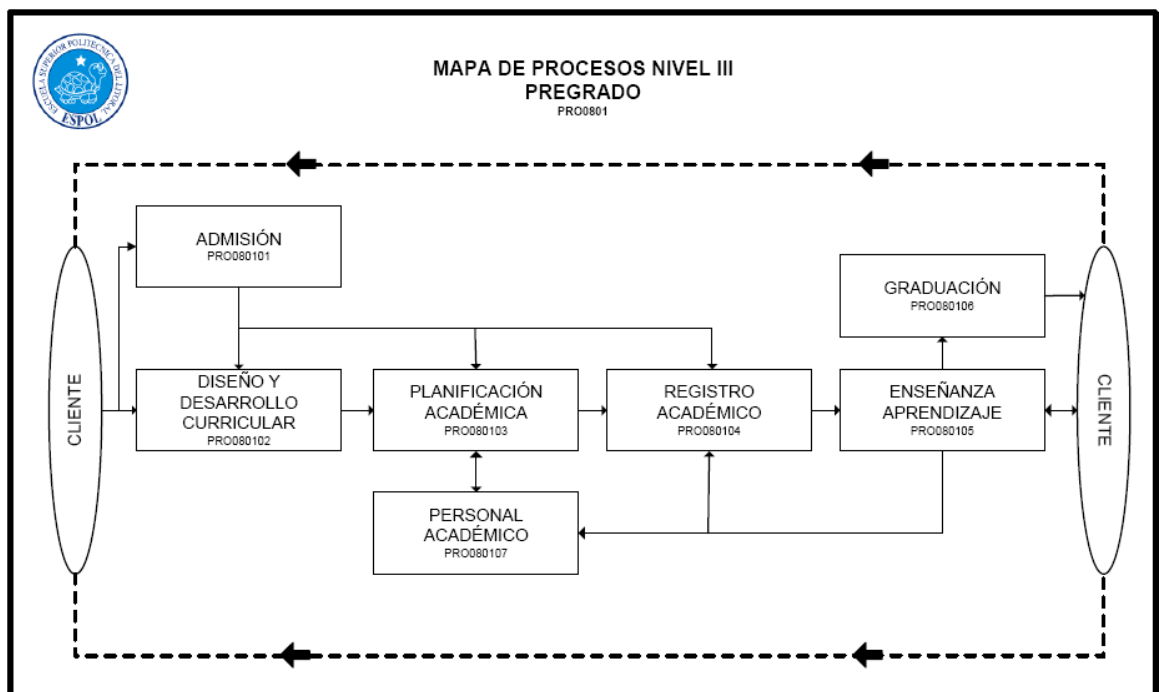 ESCUELA SUPERIOR POLITECNICA DEL LITORAL
ESPOL
MAPA DE PROCESOS NIVEL III
PREGRADO
PRO0801
ADMISIÓN
PRO080101
GRADUACIÓN
PRO080106
CLIENTE
DISEÑO Y
DESARROLLO
CURRICULAR
PRO080102
PLANIFICACIÓN
ACADÉMICA
PRO080103
REGISTRO
ACADÉMICO
PRO080104
ENSEÑANZA
APRENDIZAJE
PRO080105
CLIENTE
PERSONAL
ACADÉMICO
PRO080107